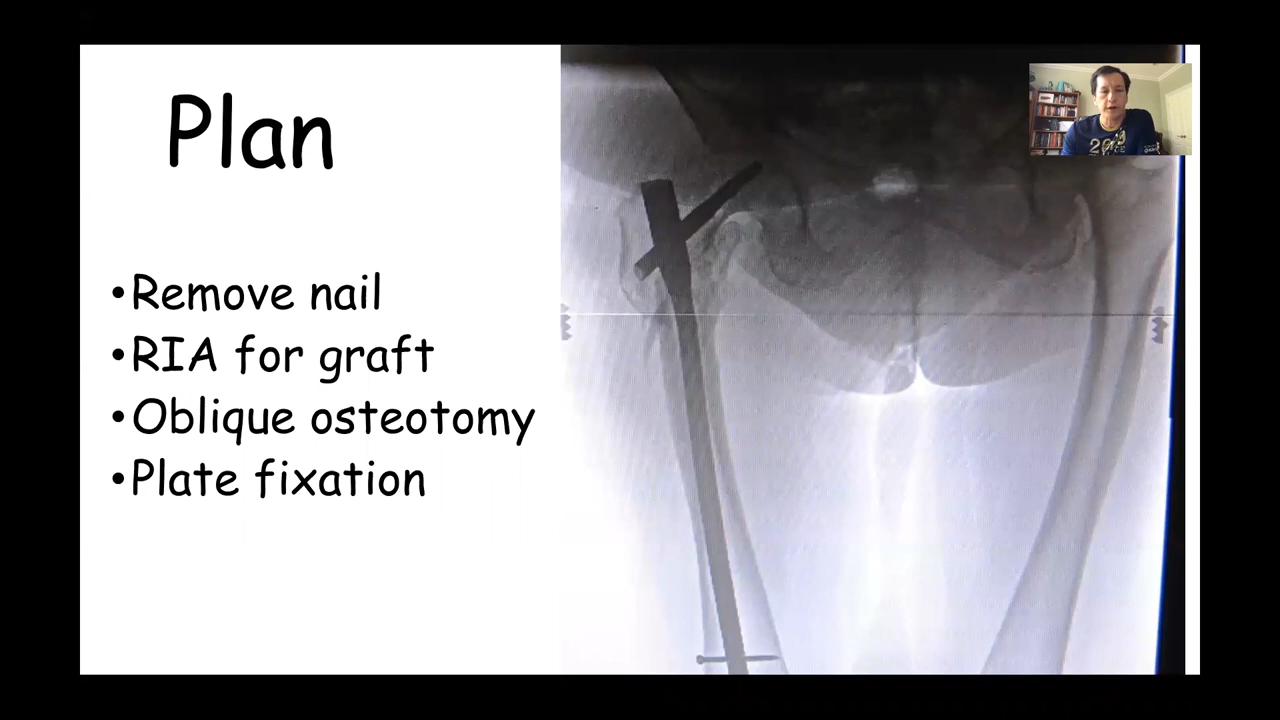 Plan
•Remove nail
•RIA for graft
•Oblique osteotomy
•Plate fixation